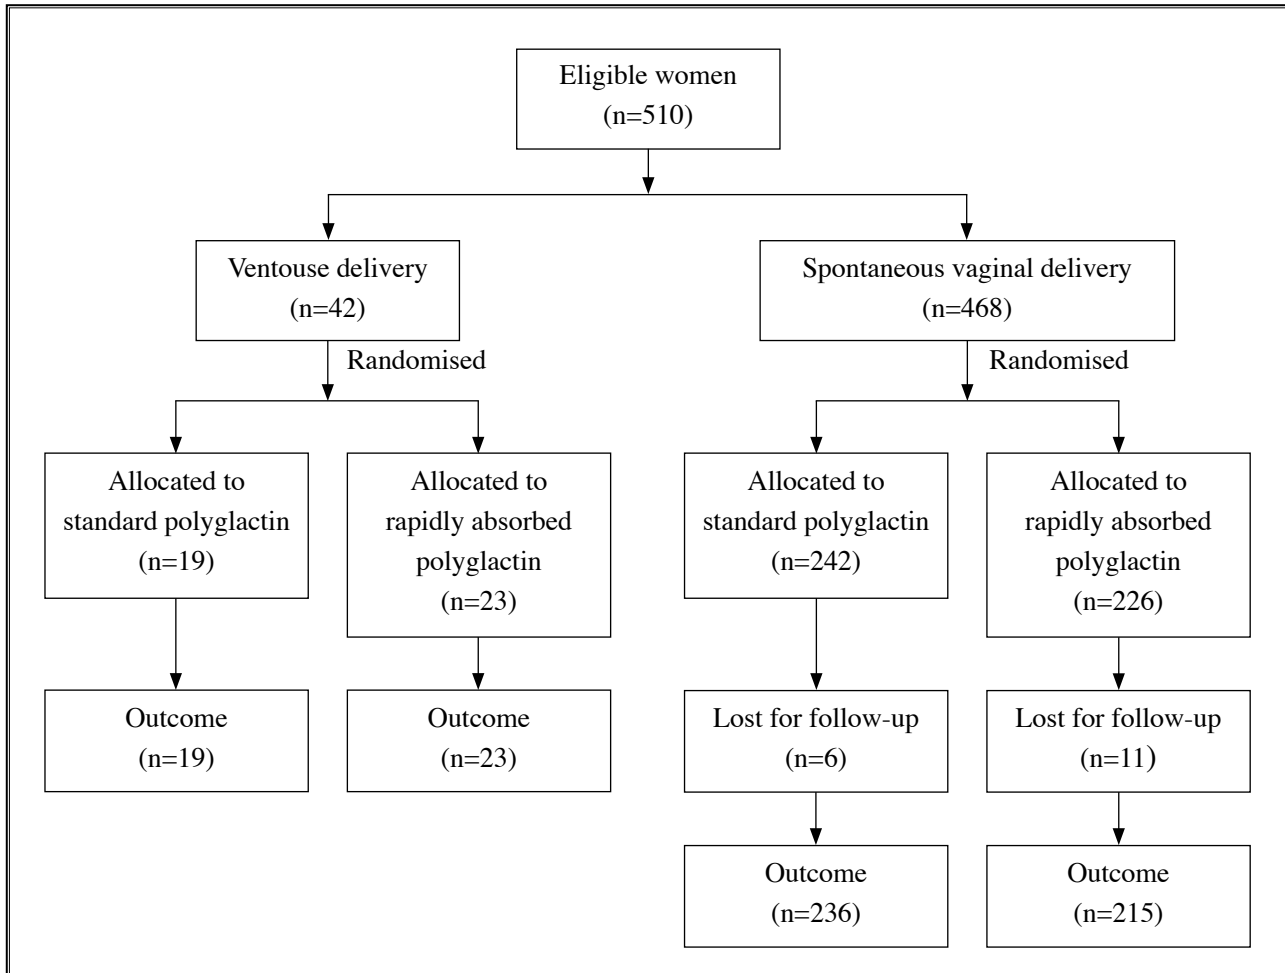 Eligible women
(n=510)
Ventouse delivery
(n=42)
Spontaneous vaginal delivery
(n=468)
Randomised
Randomised
Allocated to
standard polyglactin
(n=19)
Allocated to
rapidly absorbed
polyglactin
(n=23)
Allocated to
standard polyglactin
(n=242)
Allocated to
rapidly absorbed
polyglactin
(n=226)
Outcome
(n=19)
Outcome
(n=23)
Lost for follow-up
(n=6)
Lost for follow-up
(n=11)
Outcome
(n=236)
Outcome
(n=215)